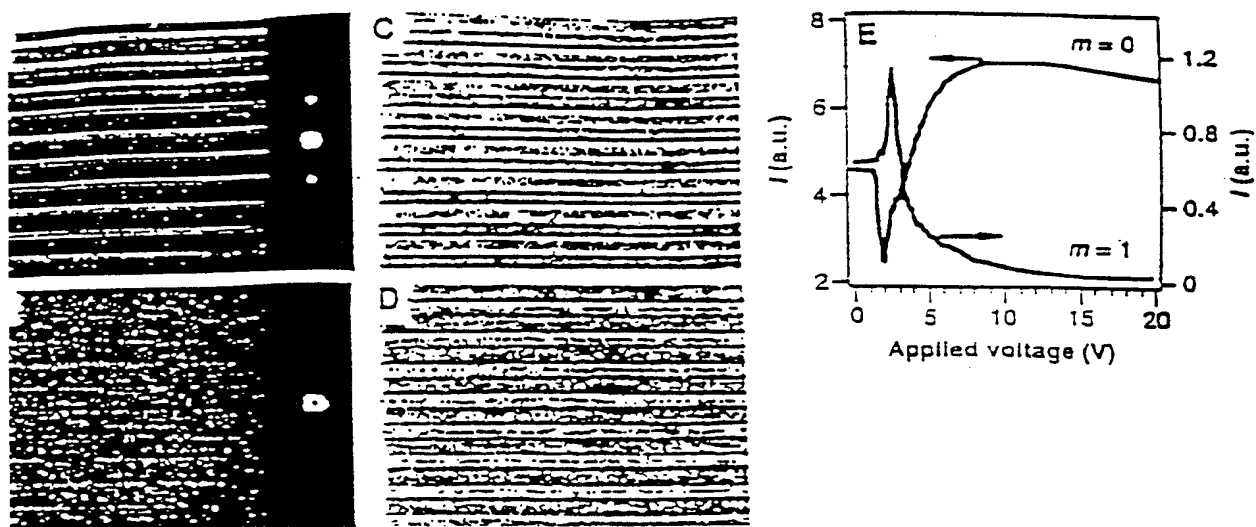 C
D
E
8
6
4
2
I (a.u.)
m = 0
m = 1
1.2
0.8
0.4
0
I (a.u.)
0 5 10 15 20
Applied voltage (V)